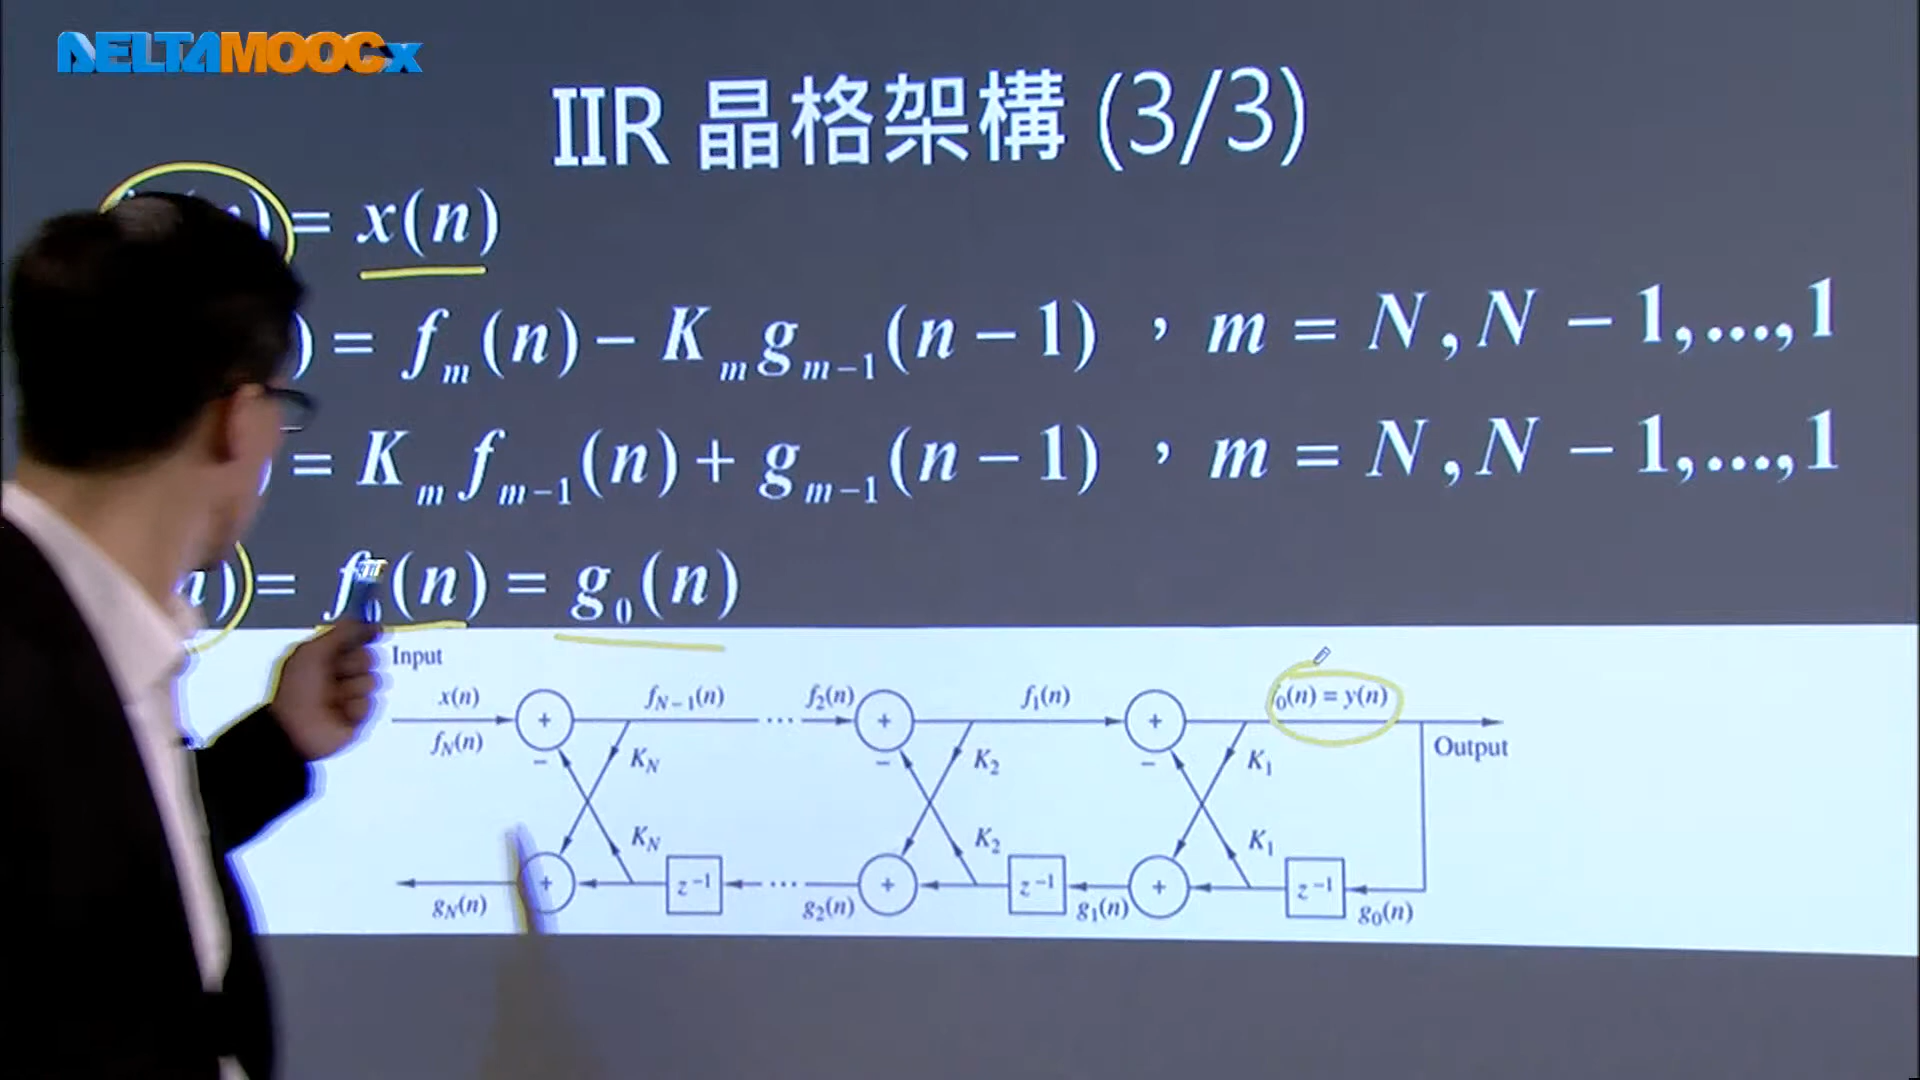 DELTAMOOCx
IIR 晶格架構 (3/3)
) = x(n)
) = f_m(n) − K_m g_{m−1}(n − 1) , m = N, N − 1,...,1
= K_m f_{m−1}(n) + g_{m−1}(n − 1) , m = N, N − 1,...,1
) = f_0(n) = g_0(n)
Input
x(n) f_{N−1}(n) ... f_2(n) f_1(n) f_0(n) = y(n)
+ + +
f_N(n) Output
− K_N − K_2 − K_1
K_N K_2 K_1
+ z^{−1} ... + z^{−1} + z^{−1}
g_N(n) g_2(n) g_1(n) g_0(n)